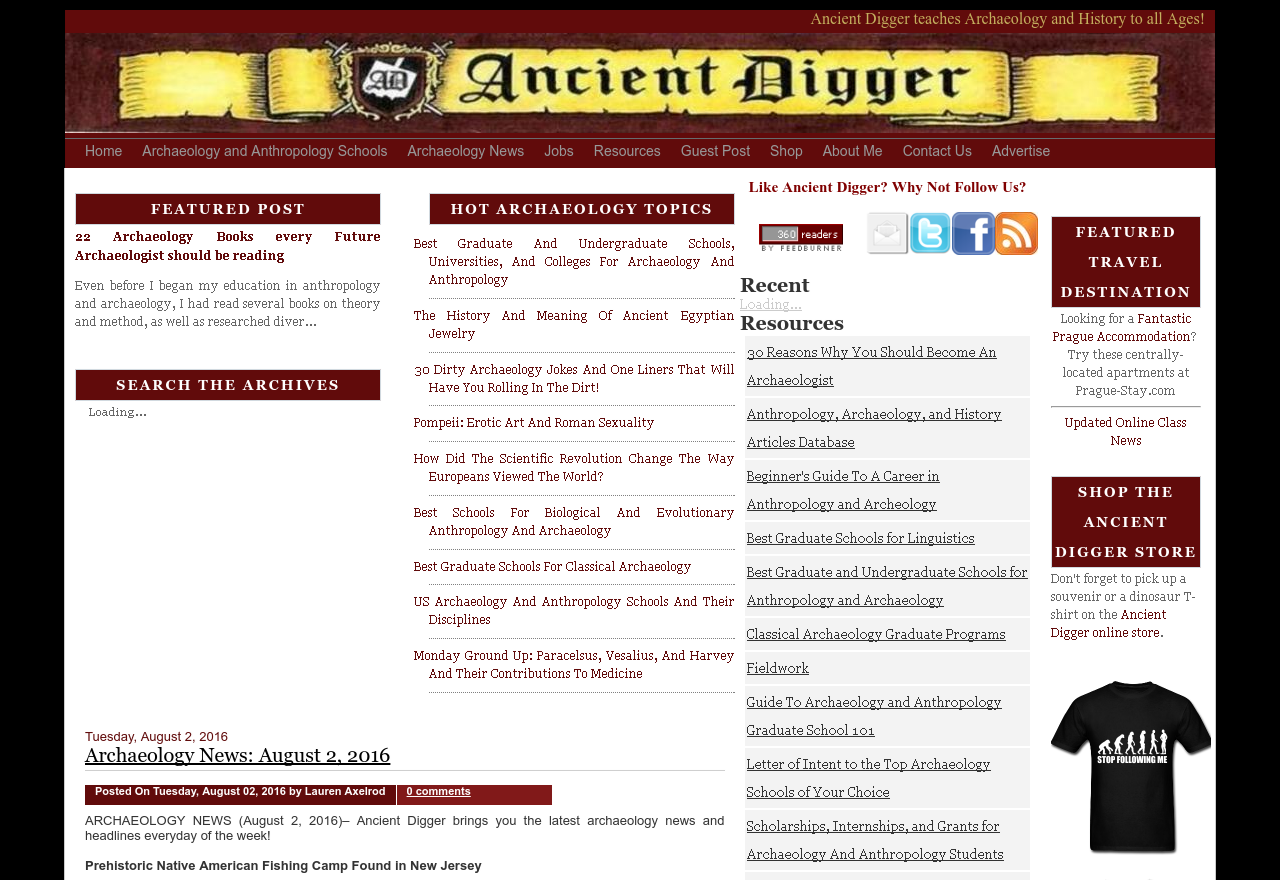 Ancient Digger teaches Archaeology and History to all Ages!
AD Ancient Digger
Home Archaeology and Anthropology Schools Archaeology News Jobs Resources Guest Post Shop About Me Contact Us Advertise
FEATURED POST
22 Archaeology Books every Future
Archaeologist should be reading
Even before I began my education in anthropology
and archaeology, I had read several books on theory
and method, as well as researched diver...
SEARCH THE ARCHIVES
Loading...
HOT ARCHAEOLOGY TOPICS
Best Graduate And Undergraduate Schools,
Universities, And Colleges For Archaeology And
Anthropology
The History And Meaning Of Ancient Egyptian
Jewelry
30 Dirty Archaeology Jokes And One Liners That Will
Have You Rolling In The Dirt!
Pompeii: Erotic Art And Roman Sexuality
How Did The Scientific Revolution Change The Way
Europeans Viewed The World?
Best Schools For Biological And Evolutionary
Anthropology And Archaeology
Best Graduate Schools For Classical Archaeology
US Archaeology And Anthropology Schools And Their
Disciplines
Monday Ground Up: Paracelsus, Vesalius, And Harvey
And Their Contributions To Medicine
Tuesday, August 2, 2016
Archaeology News: August 2, 2016
Posted On Tuesday, August 02, 2016 by Lauren Axelrod 0 comments
ARCHAEOLOGY NEWS (August 2, 2016)– Ancient Digger brings you the latest archaeology news and
headlines everyday of the week!
Prehistoric Native American Fishing Camp Found in New Jersey
Like Ancient Digger? Why Not Follow Us?
360 readers
BY FEEDBURNER
Recent
Loading...
Resources
30 Reasons Why You Should Become An
Archaeologist
Anthropology, Archaeology, and History
Articles Database
Beginner's Guide To A Career in
Anthropology and Archeology
Best Graduate Schools for Linguistics
Best Graduate and Undergraduate Schools for
Anthropology and Archaeology
Classical Archaeology Graduate Programs
Fieldwork
Guide To Archaeology and Anthropology
Graduate School 101
Letter of Intent to the Top Archaeology
Schools of Your Choice
Scholarships, Internships, and Grants for
Archaeology And Anthropology Students
FEATURED
TRAVEL
DESTINATION
Looking for a Fantastic
Prague Accommodation?
Try these centrally-
located apartments at
Prague-Stay.com
Updated Online Class
News
SHOP THE
ANCIENT
DIGGER STORE
Don't forget to pick up a
souvenir or a dinosaur T-
shirt on the Ancient
Digger online store.
STOP FOLLOWING ME